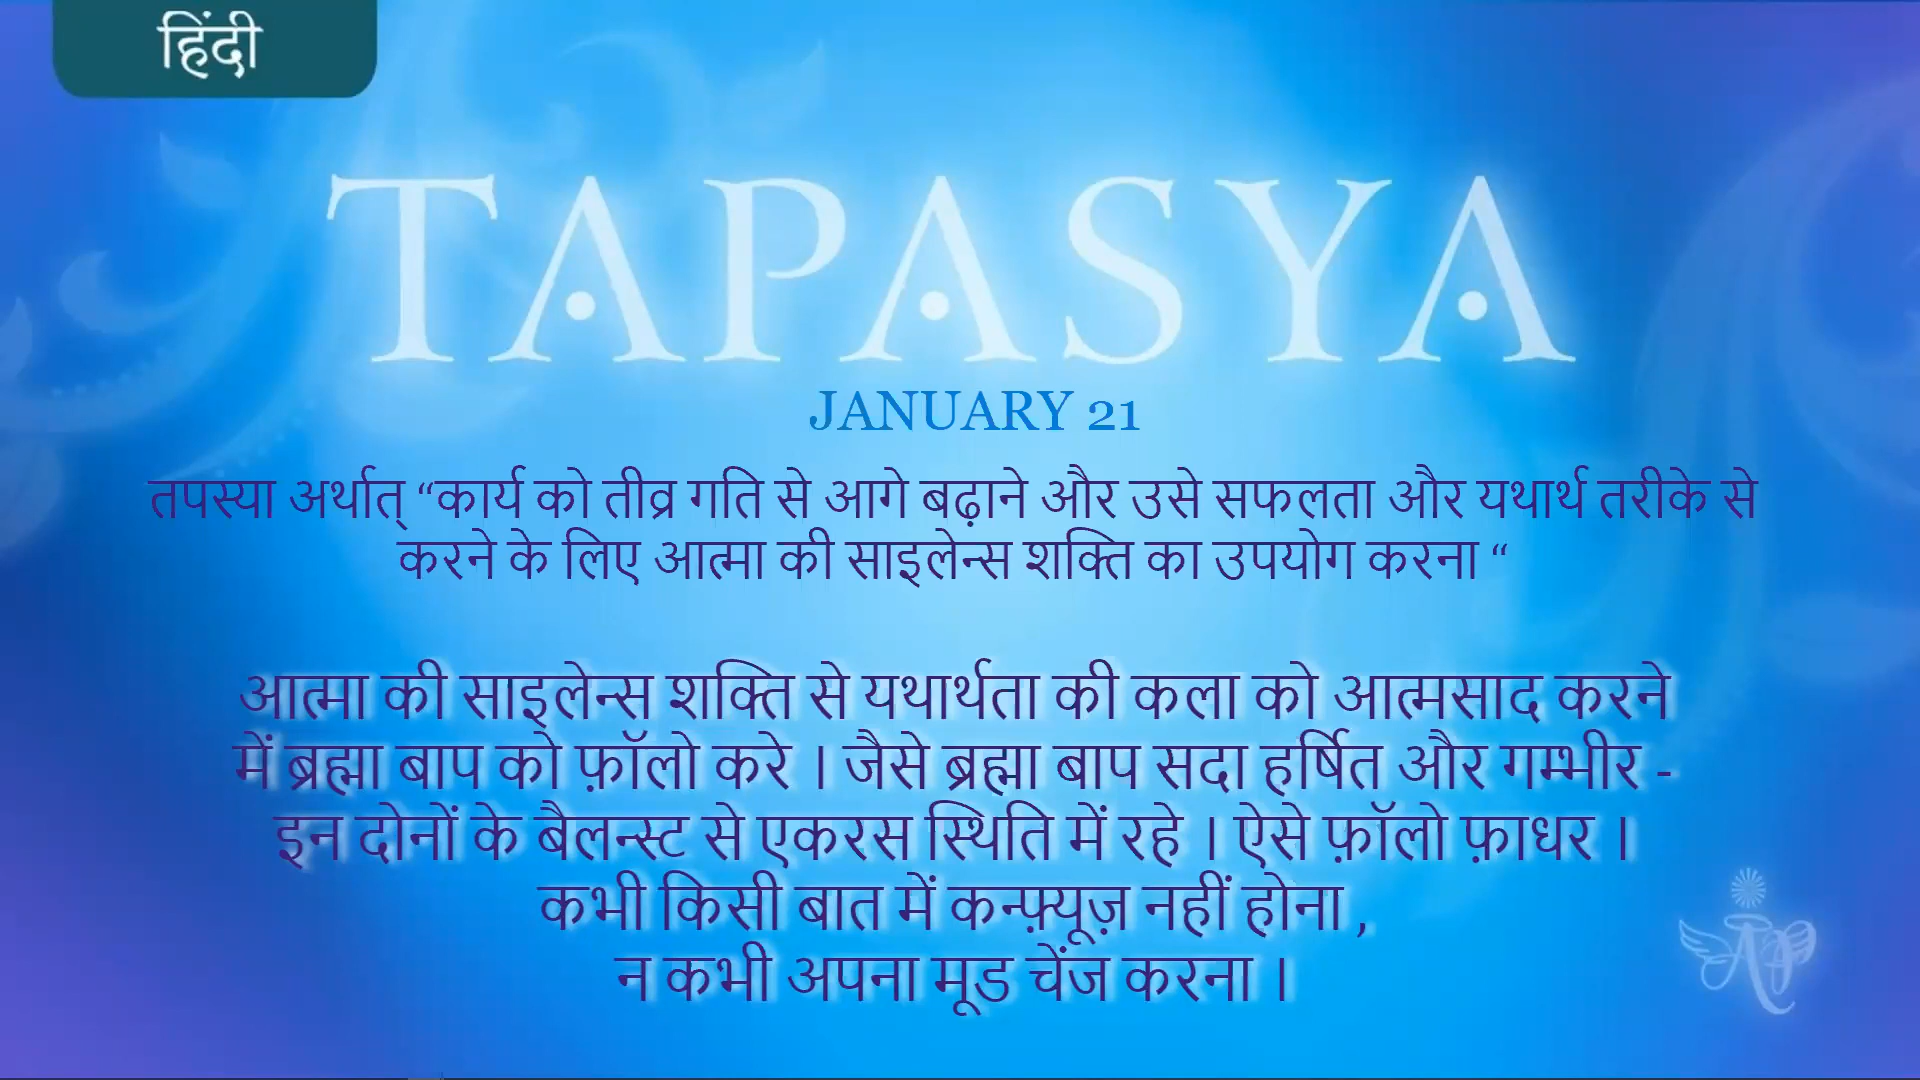 हिंदी
TAPASYA
JANUARY 21
तपस्या अर्थात् “कार्य को तीव्र गति से आगे बढ़ाने और उसे सफलता और यथार्थ तरीके से
करने के लिए आत्मा की साइलेन्स शक्ति का उपयोग करना “
आत्मा की साइलेन्स शक्ति से यथार्थता की कला को आत्मसाद करने
में ब्रह्मा बाप को फ़ॉलो करे । जैसे ब्रह्मा बाप सदा हर्षित और गम्भीर -
इन दोनों के बैलन्स्ट से एकरस स्थिति में रहे । ऐसे फ़ॉलो फ़ाधर ।
कभी किसी बात में कन्फ़्यूज़ नहीं होना ,
न कभी अपना मूड चेंज करना ।